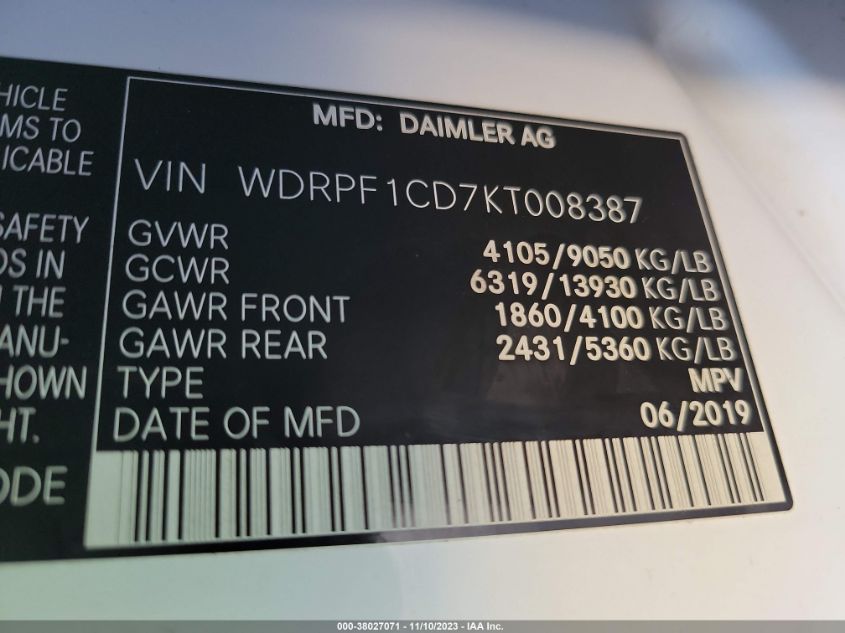 HICLE
MS TO
ICABLE
SAFETY
DS IN
THE
ANU-
HOWN
HT.
ODE
MFD: DAIMLER AG
VIN WDRPF1CD7KT008387
GVWR 4105/9050 KG/LB
GCWR 6319/13930 KG/LB
GAWR FRONT 1860/4100 KG/LB
GAWR REAR 2431/5360 KG/LB
TYPE MPV
DATE OF MFD 06/2019
000-38027071 — 11/10/2023 — IAA Inc.